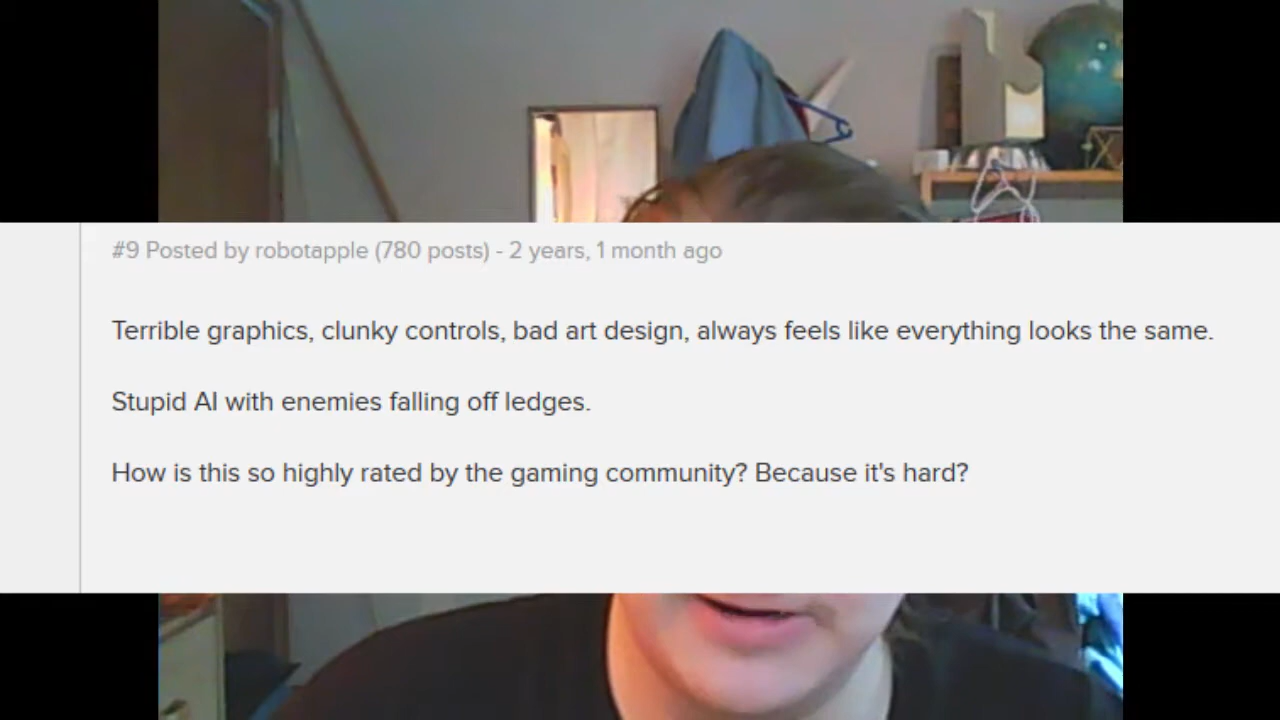 #9 Posted by robotapple (780 posts) - 2 years, 1 month ago
Terrible graphics, clunky controls, bad art design, always feels like everything looks the same.
Stupid AI with enemies falling off ledges.
How is this so highly rated by the gaming community? Because it's hard?